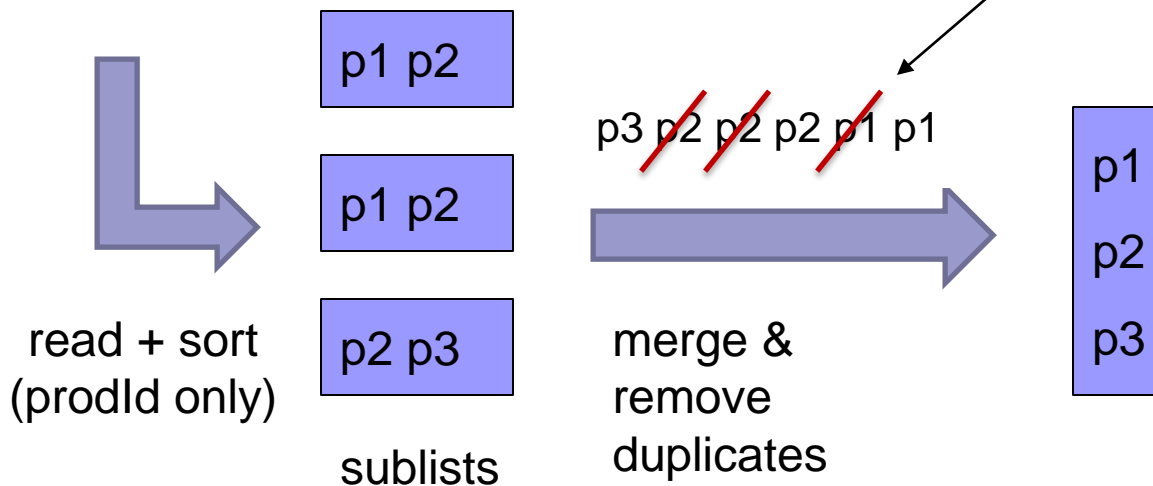 p1 p2
p1 p2
p2 p3
sublists
read + sort
(prodId only)
p3 p2 p2 p2 p1 p1
merge &
remove
duplicates
p1
p2
p3